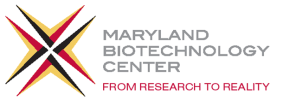 MARYLAND
BIOTECHNOLOGY
CENTER
FROM RESEARCH TO REALITY